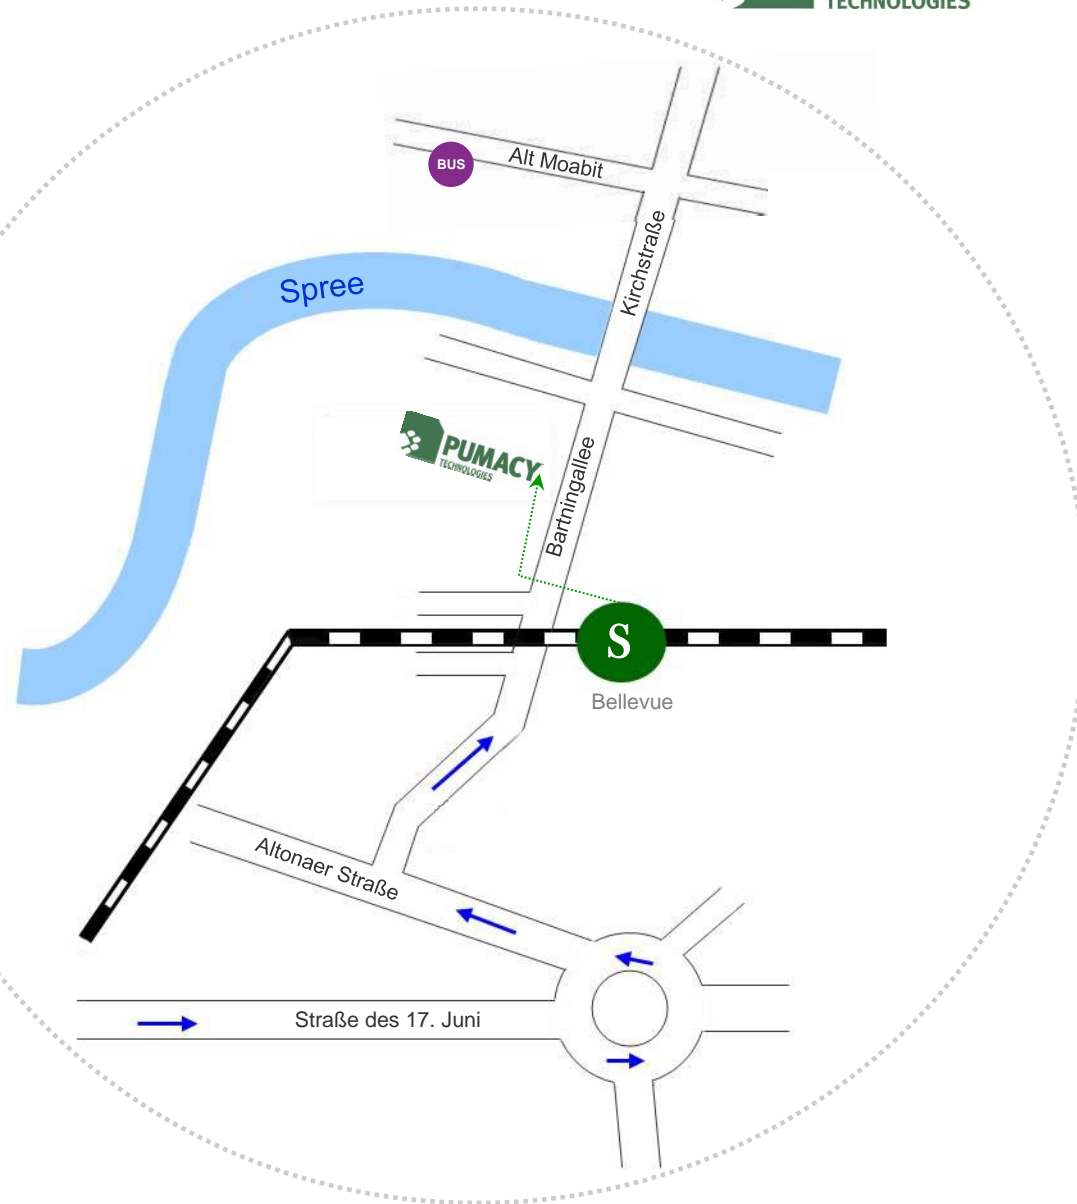 TECHNOLOGIES
BUS
Alt Moabit
Kirchstraße
Spree
PUMACY
TECHNOLOGIES
Bartningallee
S
Bellevue
Altonaer Straße
Straße des 17. Juni